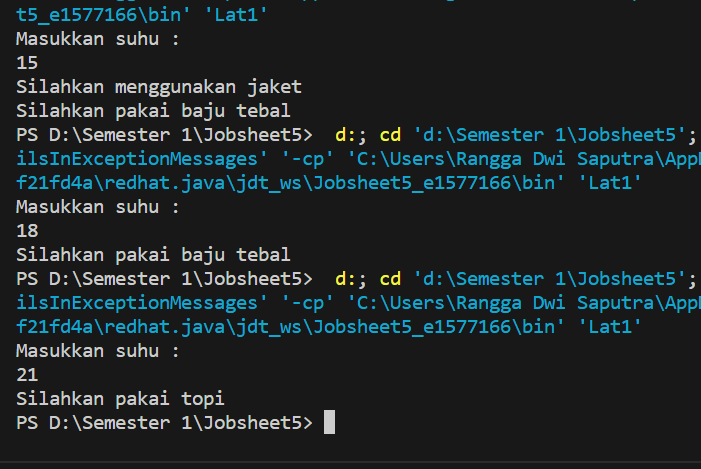 t5_e1577166\bin' 'Lat1'
Masukkan suhu :
15
Silahkan menggunakan jaket
Silahkan pakai baju tebal
PS D:\Semester 1\Jobsheet5>  d:; cd 'd:\Semester 1\Jobsheet5';
ilsInExceptionMessages' '-cp' 'C:\Users\Rangga Dwi Saputra\App
f21fd4a\redhat.java\jdt_ws\Jobsheet5_e1577166\bin' 'Lat1'
Masukkan suhu :
18
Silahkan pakai baju tebal
PS D:\Semester 1\Jobsheet5>  d:; cd 'd:\Semester 1\Jobsheet5';
ilsInExceptionMessages' '-cp' 'C:\Users\Rangga Dwi Saputra\App
f21fd4a\redhat.java\jdt_ws\Jobsheet5_e1577166\bin' 'Lat1'
Masukkan suhu :
21
Silahkan pakai topi
PS D:\Semester 1\Jobsheet5>